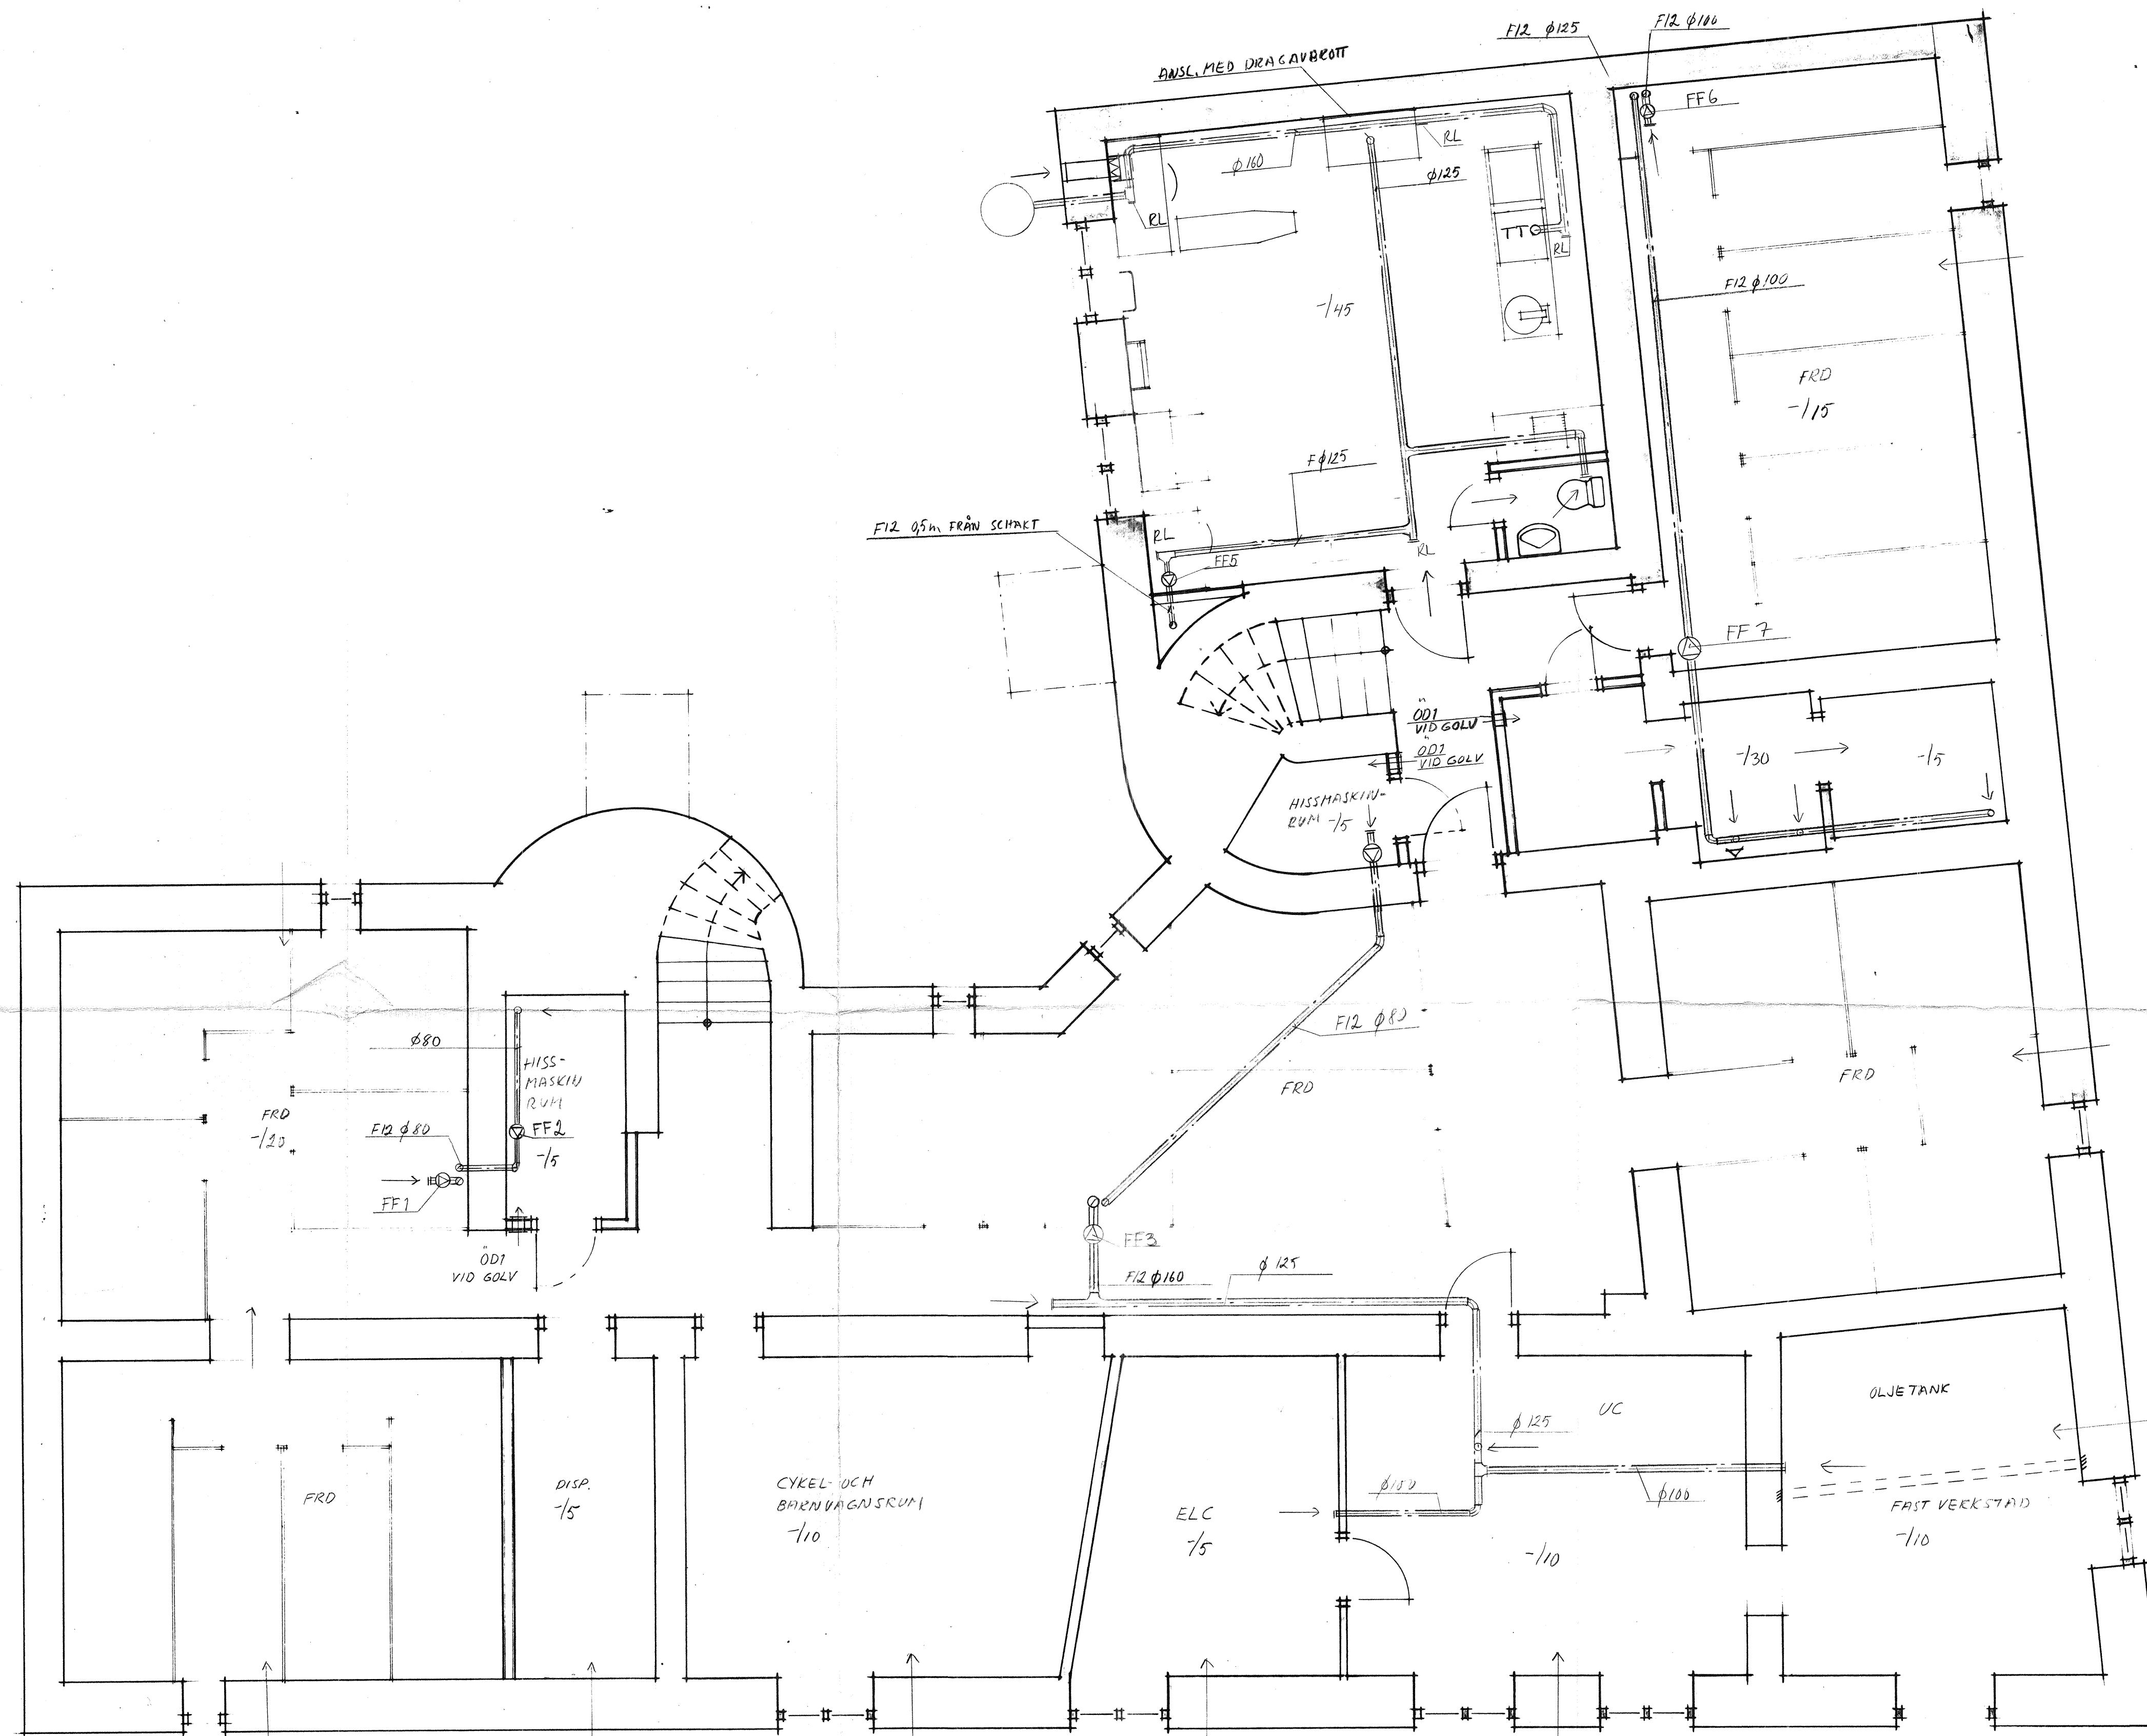 F12 φ125
F12 φ100
ANSL. MED DRAGAVBROTT
FF6
RL
φ160
φ125
RL
TTO
RL
F12 φ100
-/45
FRD
-/15
Fφ125
F12 0,5m FRÅN SCHAKT
RL
RL
FF5
FF7
ÖD1
VID GOLV
ÖD1
VID GOLV
-/30
-/5
HISSMASKIN-
RUM -/5
F12 φ80
φ80
HISS-
MASKIN
RUM
FRD
FRD
FRD
-/20
F12 φ80
FF2
-/5
FF1
FF3
ÖD1
VID GOLV
F12 φ160
φ125
OLJETANK
UC
φ125
φ100
φ100
FRD
DISP.
-/5
CYKEL- OCH
BARNVAGNSRUM
-/10
ELC
-/5
FAST VERKSTAD
-/10
-/10